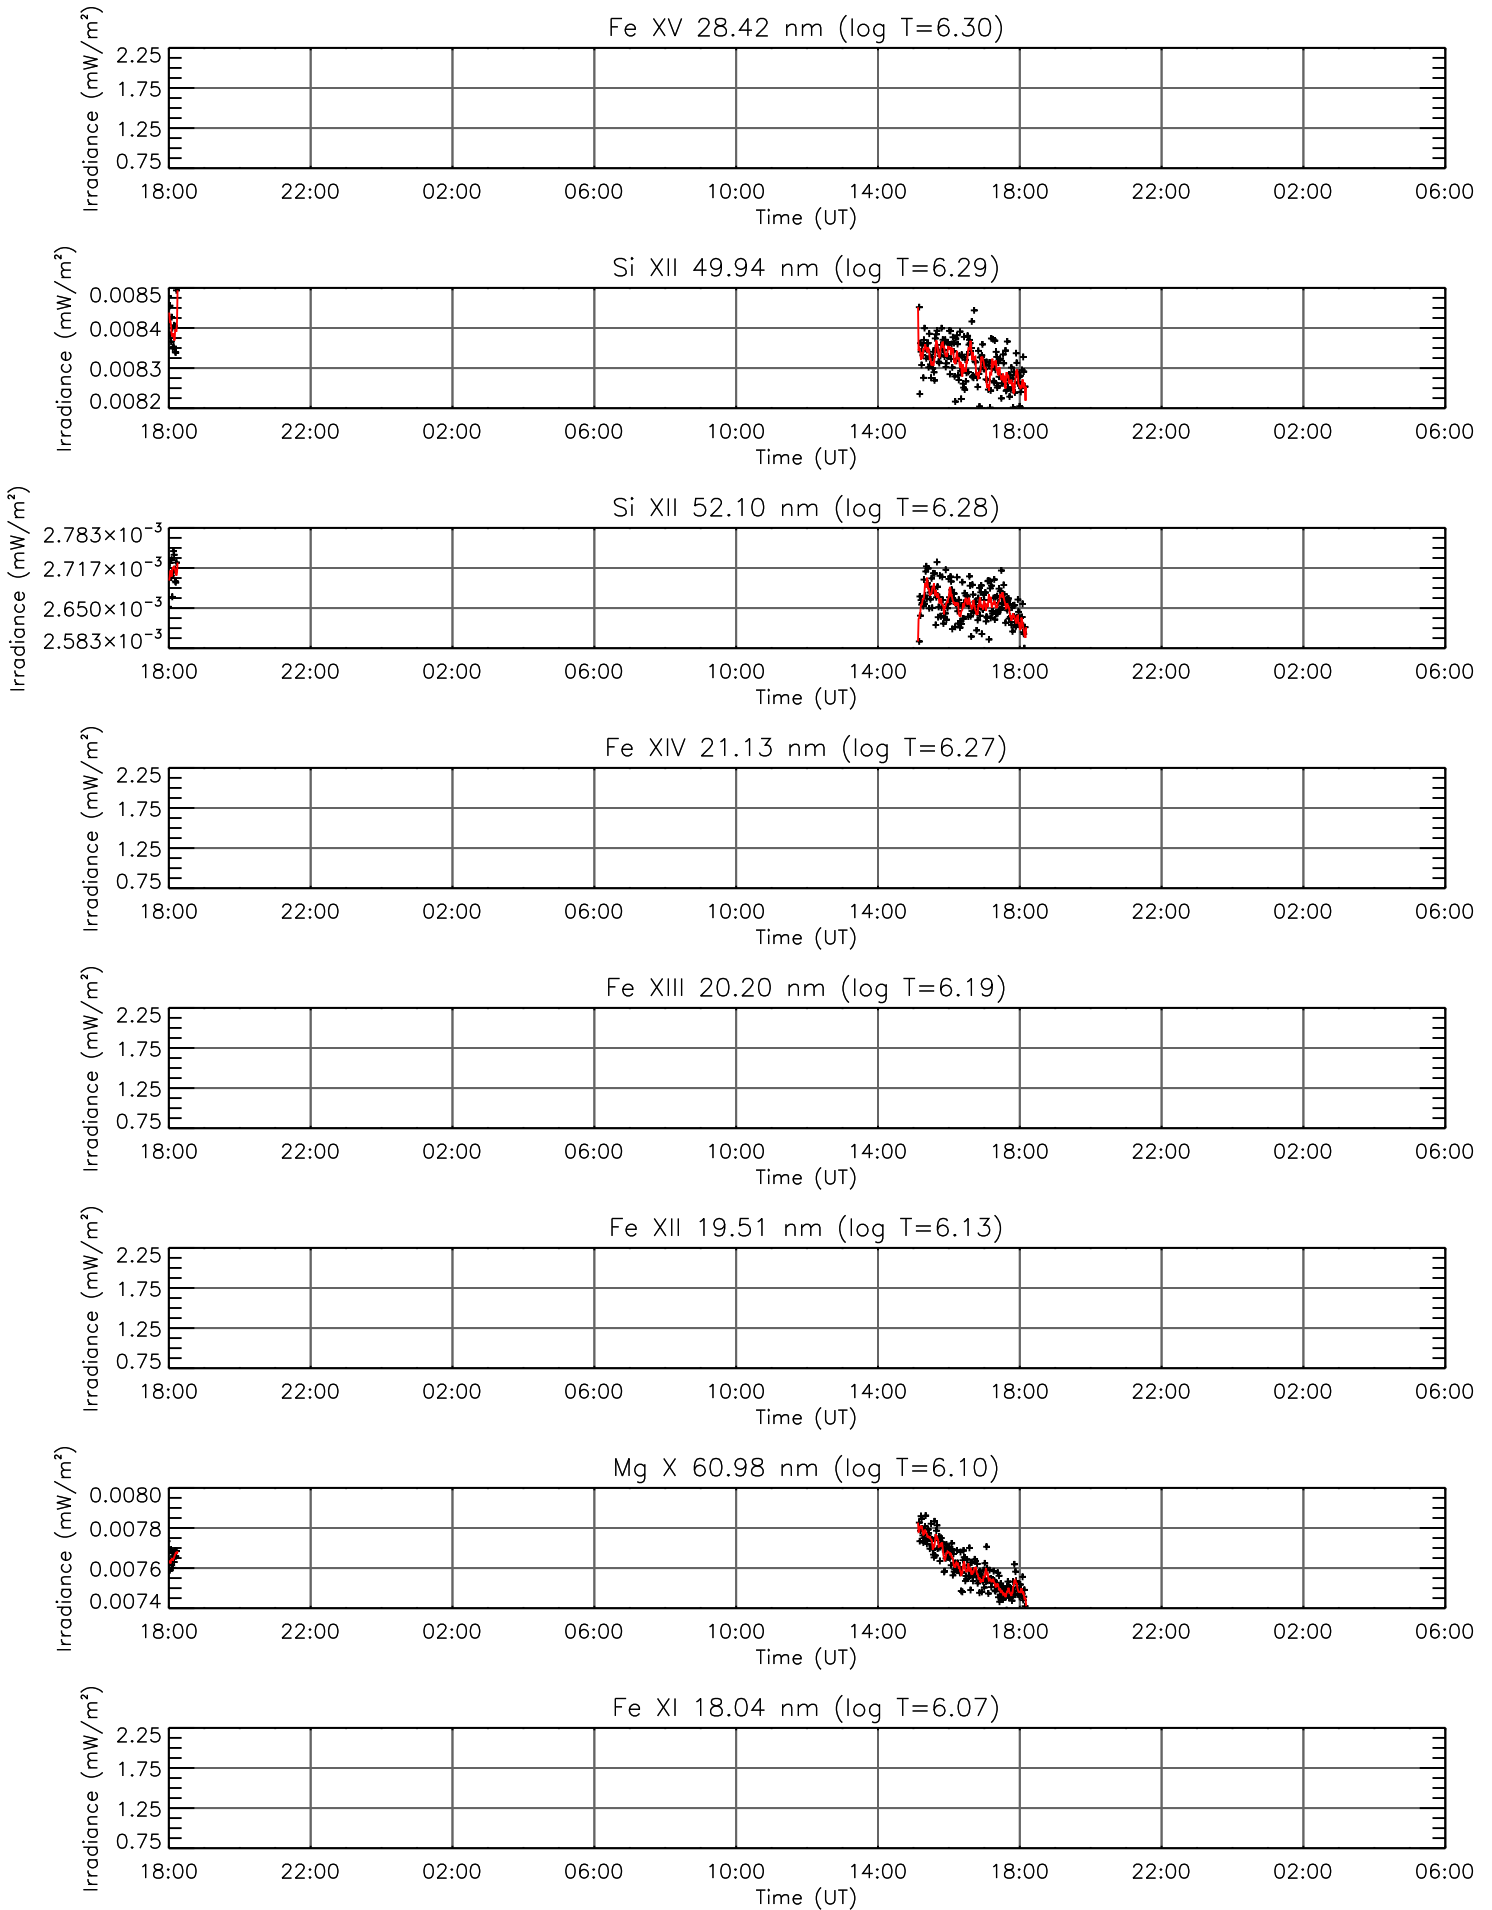 Fe XV 28.42 nm (log T=6.30)
Irradiance (mW/m²)
2.25
1.75
1.25
0.75
18:00 22:00 02:00 06:00 10:00 14:00 18:00 22:00 02:00 06:00
Time (UT)
Si XII 49.94 nm (log T=6.29)
Irradiance (mW/m²)
0.0085
0.0084
0.0083
0.0082
18:00 22:00 02:00 06:00 10:00 14:00 18:00 22:00 02:00 06:00
Time (UT)
Si XII 52.10 nm (log T=6.28)
Irradiance (mW/m²)
2.783×10⁻³
2.717×10⁻³
2.650×10⁻³
2.583×10⁻³
18:00 22:00 02:00 06:00 10:00 14:00 18:00 22:00 02:00 06:00
Time (UT)
Fe XIV 21.13 nm (log T=6.27)
Irradiance (mW/m²)
2.25
1.75
1.25
0.75
18:00 22:00 02:00 06:00 10:00 14:00 18:00 22:00 02:00 06:00
Time (UT)
Fe XIII 20.20 nm (log T=6.19)
Irradiance (mW/m²)
2.25
1.75
1.25
0.75
18:00 22:00 02:00 06:00 10:00 14:00 18:00 22:00 02:00 06:00
Time (UT)
Fe XII 19.51 nm (log T=6.13)
Irradiance (mW/m²)
2.25
1.75
1.25
0.75
18:00 22:00 02:00 06:00 10:00 14:00 18:00 22:00 02:00 06:00
Time (UT)
Mg X 60.98 nm (log T=6.10)
Irradiance (mW/m²)
0.0080
0.0078
0.0076
0.0074
18:00 22:00 02:00 06:00 10:00 14:00 18:00 22:00 02:00 06:00
Time (UT)
Fe XI 18.04 nm (log T=6.07)
Irradiance (mW/m²)
2.25
1.75
1.25
0.75
18:00 22:00 02:00 06:00 10:00 14:00 18:00 22:00 02:00 06:00
Time (UT)